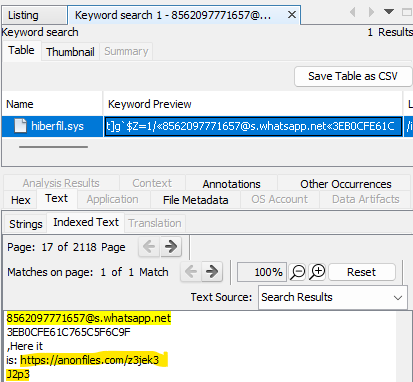 Listing
Keyword search 1 - 8562097771657@...
Keyword search
1 Results
Table
Thumbnail
Summary
Save Table as CSV
Name
Keyword Preview
hiberfil.sys
t]g`$Z=1/«8562097771657@s.whatsapp.net«3EB0CFE61C
/i
Analysis Results
Context
Annotations
Other Occurrences
Hex
Text
Application
File Metadata
OS Account
Data Artifacts
Strings
Indexed Text
Translation
Page: 17 of 2118 Page
Matches on page: 1 of 1 Match
100%
Reset
Text Source: Search Results
8562097771657@s.whatsapp.net
3EB0CFE61C765C5F6C9F
,Here it
is: https://anonfiles.com/z3jek3
J2p3